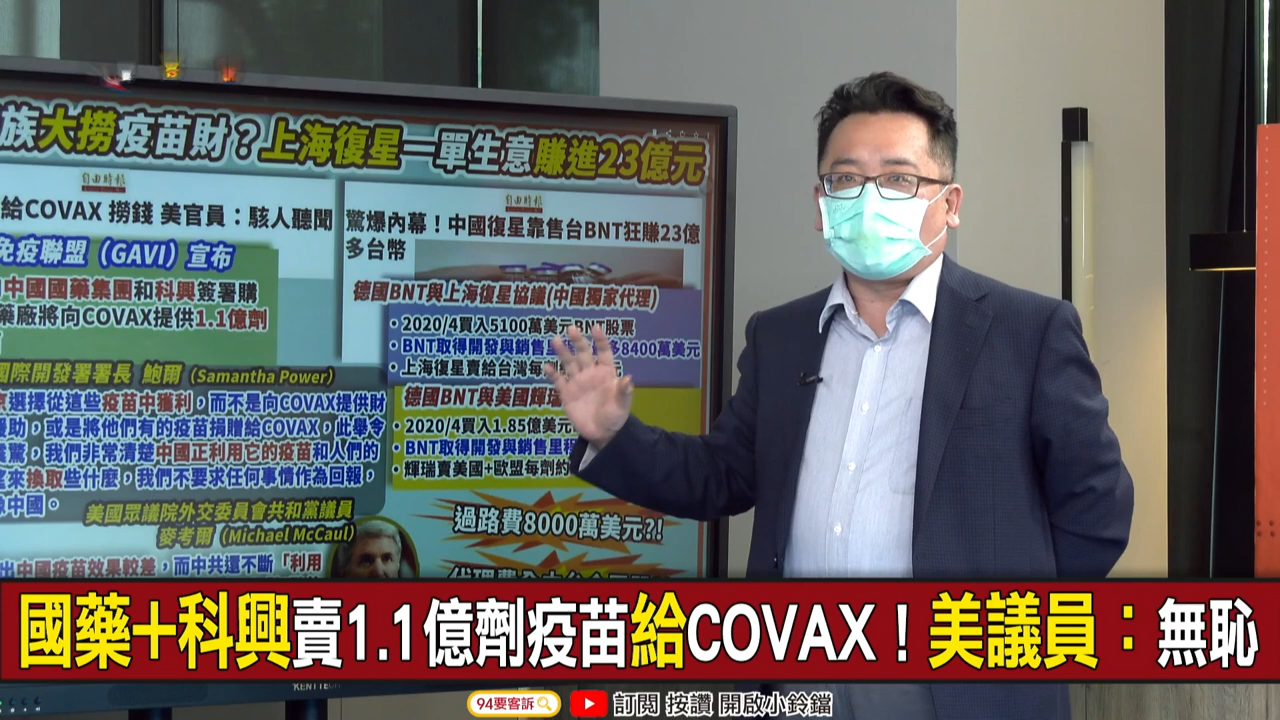 族大撈疫苗財？上海復星一單生意賺進23億元
自由時報
給COVAX 撈錢 美官員：駭人聽聞
免疫聯盟（GAVI）宣布
中國國藥集團和科興簽署購
藥廠將向COVAX提供1.1億劑
國際開發署署長 鮑爾（Samantha Power）
選擇從這些疫苗中獲利，而不是向COVAX提供財
援助，或是將他們有的疫苗捐贈給COVAX，此舉令
震驚，我們非常清楚中國正利用它的疫苗和人們的
來換取些什麼，我們不要求任何事情作為回報，
中國。
美國眾議院外交委員會共和黨議員
麥考爾（Michael McCaul）
出中國疫苗效果較差，而中共還不斷「利用
自由時報
驚爆內幕！中國復星靠售台BNT狂賺23億
多台幣
德國BNT與上海復星協議(中國獨家代理)
・2020/4買入5100萬美元BNT股票
・BNT取得開發與銷售里程 多8400萬美元
・上海復星賣給台灣每劑 元
德國BNT與美國輝瑞
・2020/4買入1.85億美元
・BNT取得開發與銷售里程
・輝瑞賣美國+歐盟每劑約
過路費8000萬美元?!
國藥+科興賣1.1億劑疫苗給COVAX！美議員：無恥
94要客訴
訂閱 按讚 開啟小鈴鐺